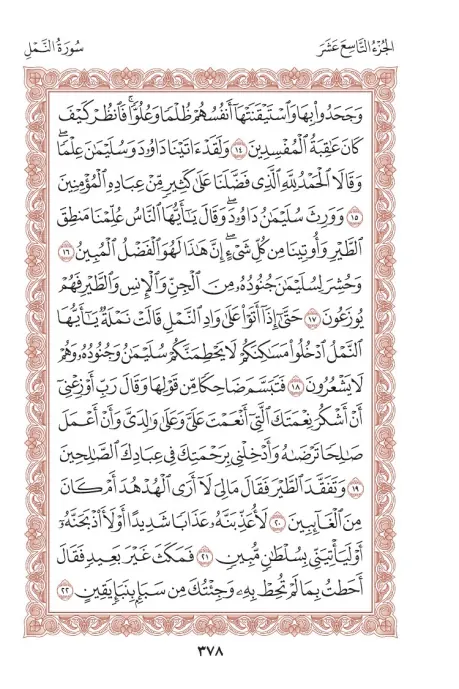 الجزء التاسع عشر
سورة النمل
وَجَحَدُوا۟ بِهَا وَٱسْتَيْقَنَتْهَآ أَنفُسُهُمْ ظُلْمًا وَعُلُوًّا ۚ فَٱنظُرْ كَيْفَ
كَانَ عَٰقِبَةُ ٱلْمُفْسِدِينَ ١٤ وَلَقَدْ ءَاتَيْنَا دَاوُۥدَ وَسُلَيْمَٰنَ عِلْمًا ۖ
وَقَالَا ٱلْحَمْدُ لِلَّهِ ٱلَّذِى فَضَّلَنَا عَلَىٰ كَثِيرٍ مِّنْ عِبَادِهِ ٱلْمُؤْمِنِينَ
١٥ وَوَرِثَ سُلَيْمَٰنُ دَاوُۥدَ ۖ وَقَالَ يَٰٓأَيُّهَا ٱلنَّاسُ عُلِّمْنَا مَنطِقَ
ٱلطَّيْرِ وَأُوتِينَا مِن كُلِّ شَىْءٍ ۖ إِنَّ هَٰذَا لَهُوَ ٱلْفَضْلُ ٱلْمُبِينُ ١٦
وَحُشِرَ لِسُلَيْمَٰنَ جُنُودُهُۥ مِنَ ٱلْجِنِّ وَٱلْإِنسِ وَٱلطَّيْرِ فَهُمْ
يُوزَعُونَ ١٧ حَتَّىٰٓ إِذَآ أَتَوْا۟ عَلَىٰ وَادِ ٱلنَّمْلِ قَالَتْ نَمْلَةٌ يَٰٓأَيُّهَا
ٱلنَّمْلُ ٱدْخُلُوا۟ مَسَٰكِنَكُمْ لَا يَحْطِمَنَّكُمْ سُلَيْمَٰنُ وَجُنُودُهُۥ وَهُمْ
لَا يَشْعُرُونَ ١٨ فَتَبَسَّمَ ضَاحِكًا مِّن قَوْلِهَا وَقَالَ رَبِّ أَوْزِعْنِىٓ
أَنْ أَشْكُرَ نِعْمَتَكَ ٱلَّتِىٓ أَنْعَمْتَ عَلَىَّ وَعَلَىٰ وَٰلِدَىَّ وَأَنْ أَعْمَلَ
صَٰلِحًا تَرْضَىٰهُ وَأَدْخِلْنِى بِرَحْمَتِكَ فِى عِبَادِكَ ٱلصَّٰلِحِينَ
١٩ وَتَفَقَّدَ ٱلطَّيْرَ فَقَالَ مَالِىَ لَآ أَرَى ٱلْهُدْهُدَ أَمْ كَانَ
مِنَ ٱلْغَآئِبِينَ ٢٠ لَأُعَذِّبَنَّهُۥ عَذَابًا شَدِيدًا أَوْ لَأَا۟ذْبَحَنَّهُۥٓ
أَوْ لَيَأْتِيَنِّى بِسُلْطَٰنٍ مُّبِينٍ ٢١ فَمَكَثَ غَيْرَ بَعِيدٍ فَقَالَ
أَحَطتُ بِمَا لَمْ تُحِطْ بِهِۦ وَجِئْتُكَ مِن سَبَإٍۭ بِنَبَإٍ يَقِينٍ ٢٢
٣٧٨